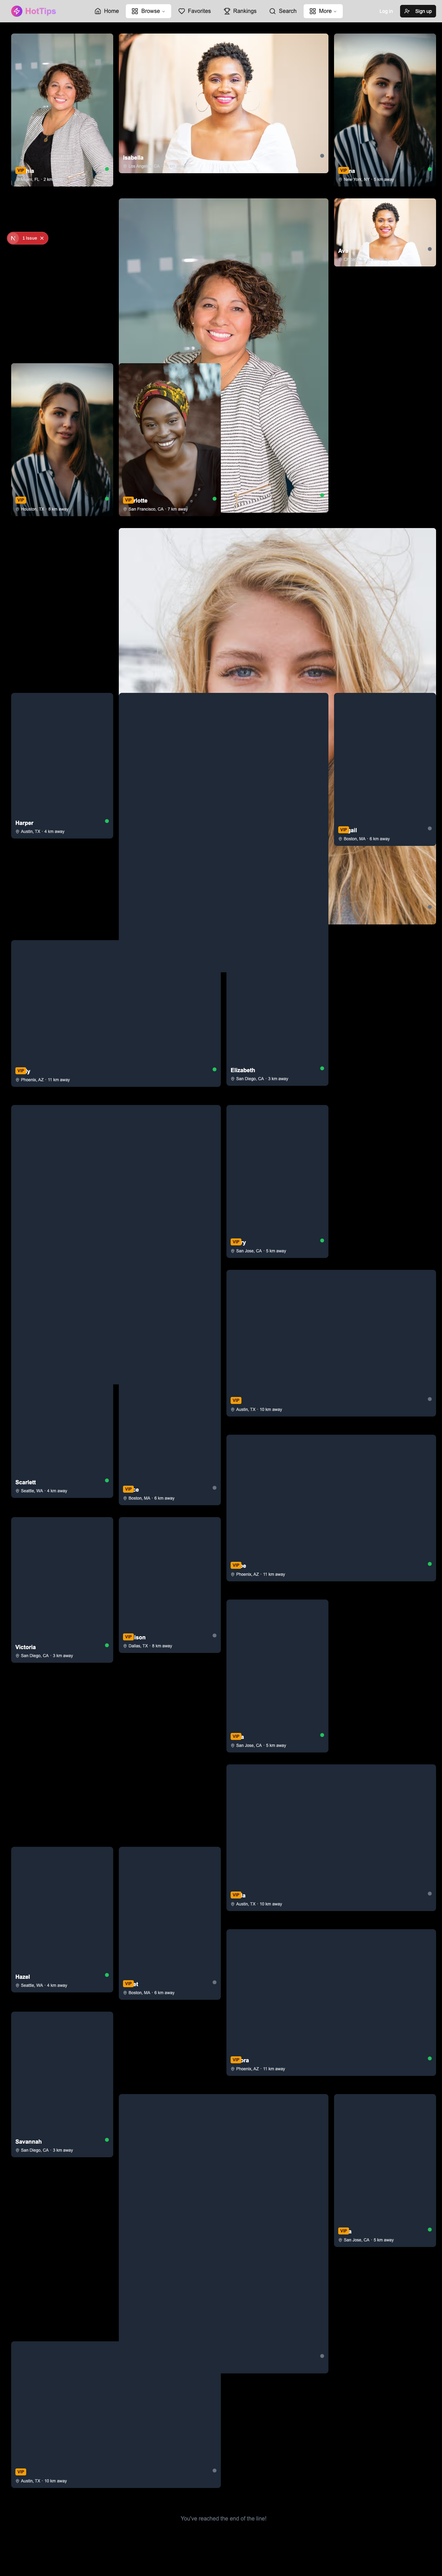 HotTips
Home
Browse
Favorites
Rankings
Search
More
Log in
Sign up
VIP
Isabella
VIP
New York, NY · 5 km away
Ava
1 Issue
VIP
Houston, TX · 9 km away
VIP
San Francisco, CA · 7 km away
Harper
Austin, TX · 4 km away
VIP
Boston, MA · 6 km away
VIP
Phoenix, AZ · 11 km away
Elizabeth
San Diego, CA · 3 km away
VIP
San Jose, CA · 5 km away
VIP
Austin, TX · 10 km away
Scarlett
Seattle, WA · 4 km away
VIP
Boston, MA · 6 km away
VIP
Phoenix, AZ · 11 km away
Victoria
San Diego, CA · 3 km away
VIP
Dallas, TX · 8 km away
VIP
San Jose, CA · 5 km away
VIP
Austin, TX · 10 km away
Hazel
Seattle, WA · 4 km away
VIP
Boston, MA · 6 km away
VIP
Phoenix, AZ · 11 km away
Savannah
San Diego, CA · 3 km away
VIP
San Jose, CA · 5 km away
VIP
Austin, TX · 10 km away
You've reached the end of the line!